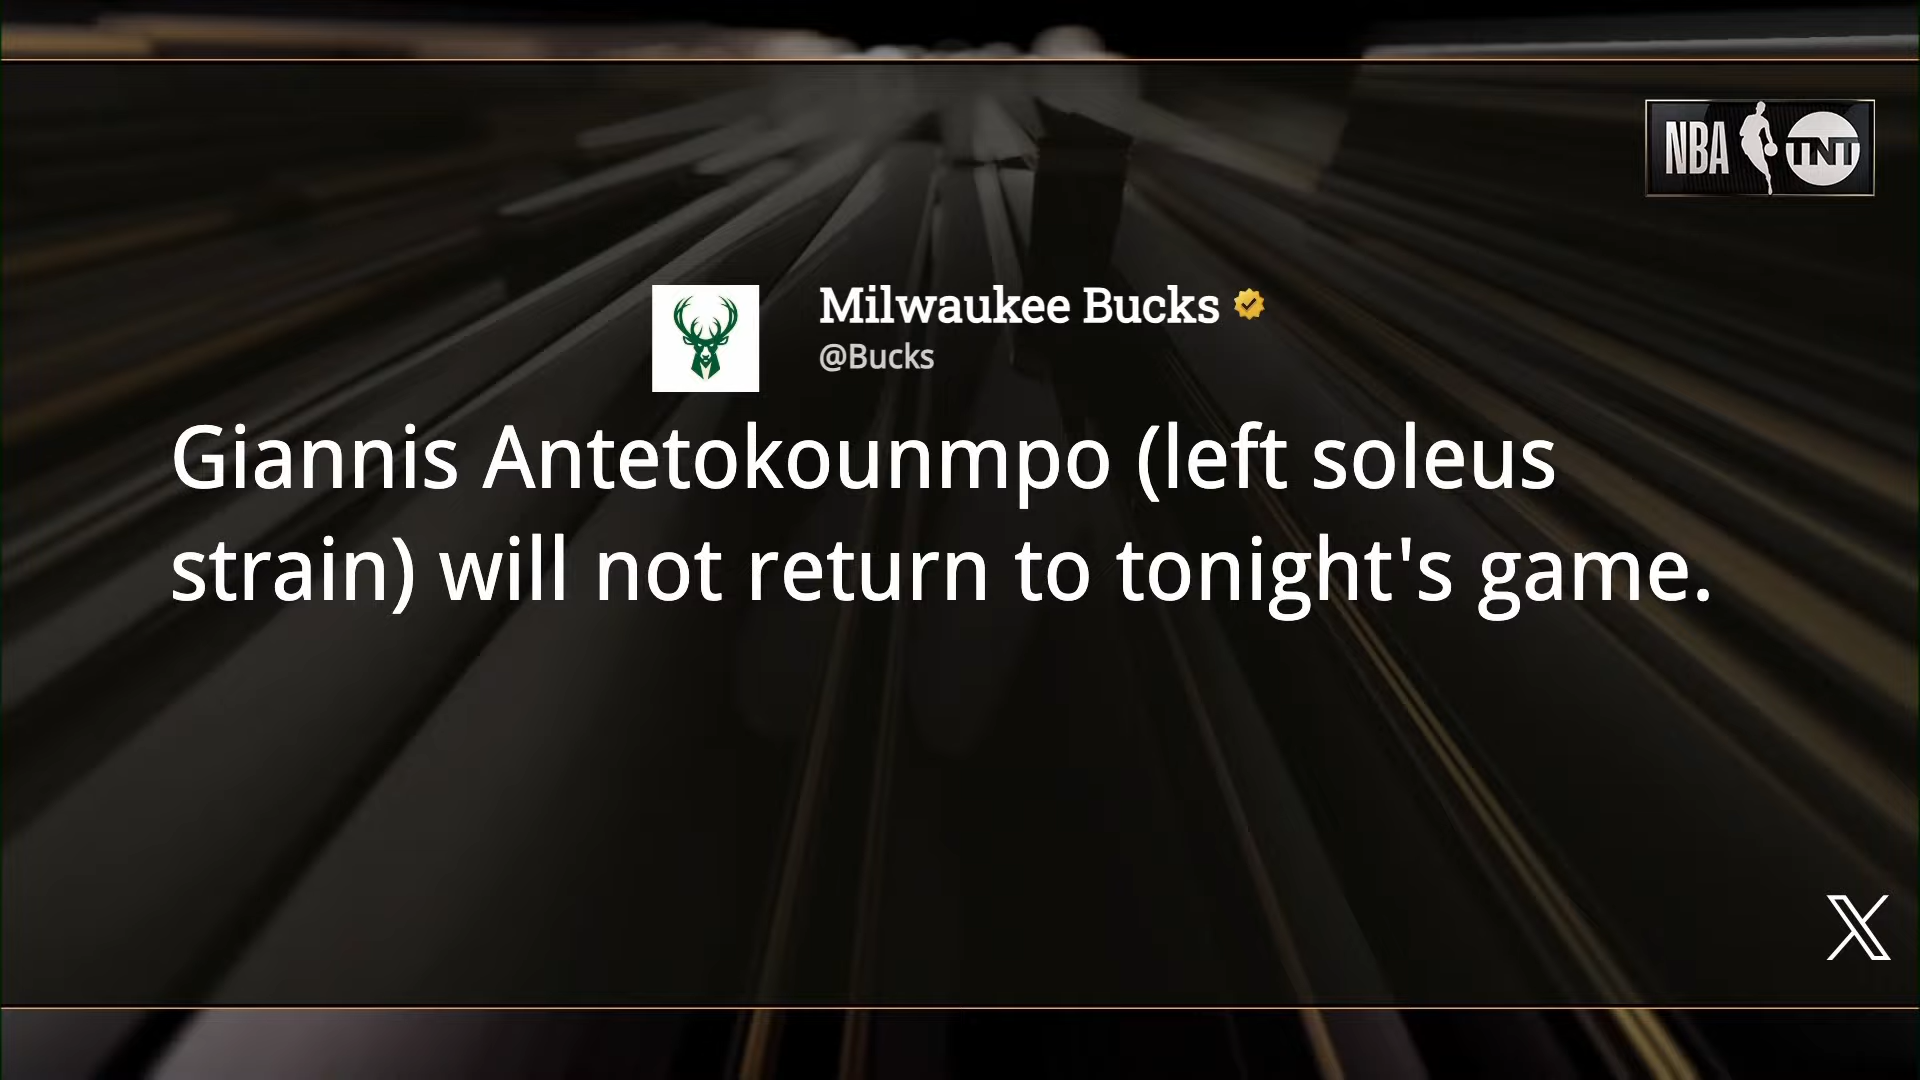 NBA TNT
Milwaukee Bucks
@Bucks
Giannis Antetokounmpo (left soleus
strain) will not return to tonight's game.